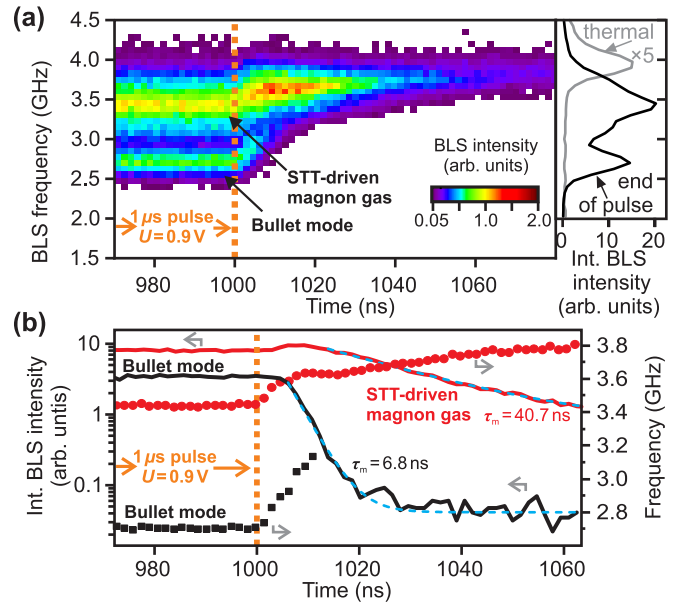 (a)
4.5
4.0
3.5
3.0
2.5
2.0
1.5
BLS frequency (GHz)
STT-driven
magnon gas
Bullet mode
1 µs pulse
U = 0.9 V
BLS intensity
(arb. units)
0.05 1.0 2.0
980 1000 1020 1040 1060
Time (ns)
thermal
×5
end
of pulse
0 10 20
Int. BLS
intensity
(arb. units)
(b)
10
1
0.1
Int. BLS intensity
(arb. untis)
Bullet mode
STT-driven
magnon gas
τm = 40.7 ns
1 µs pulse
U = 0.9 V
τm = 6.8 ns
Bullet mode
3.8
3.6
3.4
3.2
3.0
2.8
Frequency (GHz)
980 1000 1020 1040 1060
Time (ns)